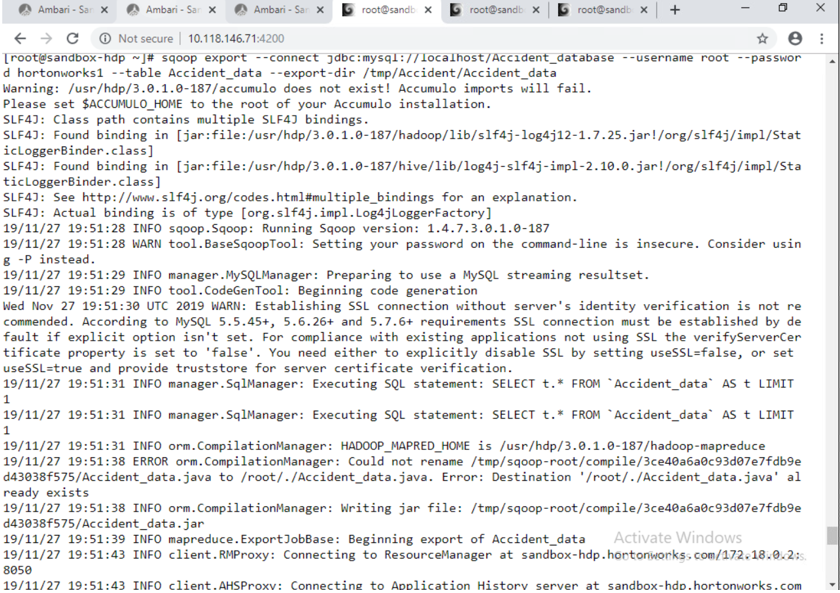 Ambari - Sand
Ambari - Sand
Ambari - Sand
root@sandb
root@sandb
root@sandb
Not secure | 10.118.146.71:4200
[root@sandbox-hdp ~]# sqoop export --connect jdbc:mysql://localhost/Accident_database --username root --passwor
d hortonworks1 --table Accident_data --export-dir /tmp/Accident/Accident_data
Warning: /usr/hdp/3.0.1.0-187/accumulo does not exist! Accumulo imports will fail.
Please set $ACCUMULO_HOME to the root of your Accumulo installation.
SLF4J: Class path contains multiple SLF4J bindings.
SLF4J: Found binding in [jar:file:/usr/hdp/3.0.1.0-187/hadoop/lib/slf4j-log4j12-1.7.25.jar!/org/slf4j/impl/Stat
icLoggerBinder.class]
SLF4J: Found binding in [jar:file:/usr/hdp/3.0.1.0-187/hive/lib/log4j-slf4j-impl-2.10.0.jar!/org/slf4j/impl/Sta
ticLoggerBinder.class]
SLF4J: See http://www.slf4j.org/codes.html#multiple_bindings for an explanation.
SLF4J: Actual binding is of type [org.slf4j.impl.Log4jLoggerFactory]
19/11/27 19:51:28 INFO sqoop.Sqoop: Running Sqoop version: 1.4.7.3.0.1.0-187
19/11/27 19:51:28 WARN tool.BaseSqoopTool: Setting your password on the command-line is insecure. Consider usin
g -P instead.
19/11/27 19:51:29 INFO manager.MySQLManager: Preparing to use a MySQL streaming resultset.
19/11/27 19:51:29 INFO tool.CodeGenTool: Beginning code generation
Wed Nov 27 19:51:30 UTC 2019 WARN: Establishing SSL connection without server's identity verification is not re
commended. According to MySQL 5.5.45+, 5.6.26+ and 5.7.6+ requirements SSL connection must be established by de
fault if explicit option isn't set. For compliance with existing applications not using SSL the verifyServerCer
tificate property is set to 'false'. You need either to explicitly disable SSL by setting useSSL=false, or set
useSSL=true and provide truststore for server certificate verification.
19/11/27 19:51:31 INFO manager.SqlManager: Executing SQL statement: SELECT t.* FROM `Accident_data` AS t LIMIT
1
19/11/27 19:51:31 INFO manager.SqlManager: Executing SQL statement: SELECT t.* FROM `Accident_data` AS t LIMIT
1
19/11/27 19:51:31 INFO orm.CompilationManager: HADOOP_MAPRED_HOME is /usr/hdp/3.0.1.0-187/hadoop-mapreduce
19/11/27 19:51:38 ERROR orm.CompilationManager: Could not rename /tmp/sqoop-root/compile/3ce40a6a0c93d07e7fdb9e
d43038f575/Accident_data.java to /root/./Accident_data.java. Error: Destination '/root/./Accident_data.java' al
ready exists
19/11/27 19:51:38 INFO orm.CompilationManager: Writing jar file: /tmp/sqoop-root/compile/3ce40a6a0c93d07e7fdb9e
d43038f575/Accident_data.jar
19/11/27 19:51:39 INFO mapreduce.ExportJobBase: Beginning export of Accident_data
Activate Windows
19/11/27 19:51:43 INFO client.RMProxy: Connecting to ResourceManager at sandbox-hdp.hortonworks.com/172.18.0.2:
8050
19/11/27 19:51:43 INFO client.AHSProxy: Connecting to Application History server at sandbox-hdp.hortonworks.com